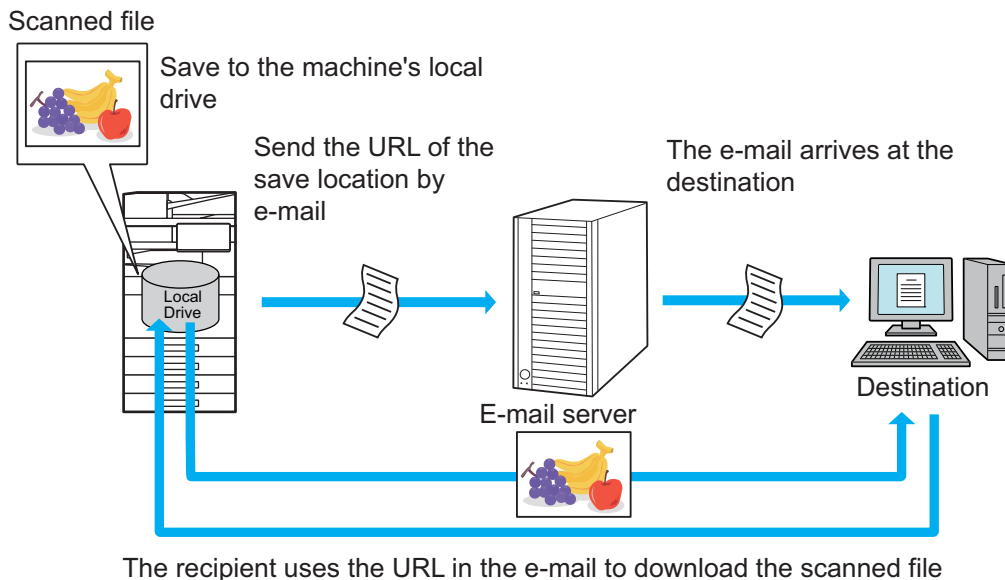 Scanned file
Save to the machine's local
drive
Send the URL of the
save location by
e-mail
The e-mail arrives at the
destination
Local
Drive
Destination
E-mail server
The recipient uses the URL in the e-mail to download the scanned file